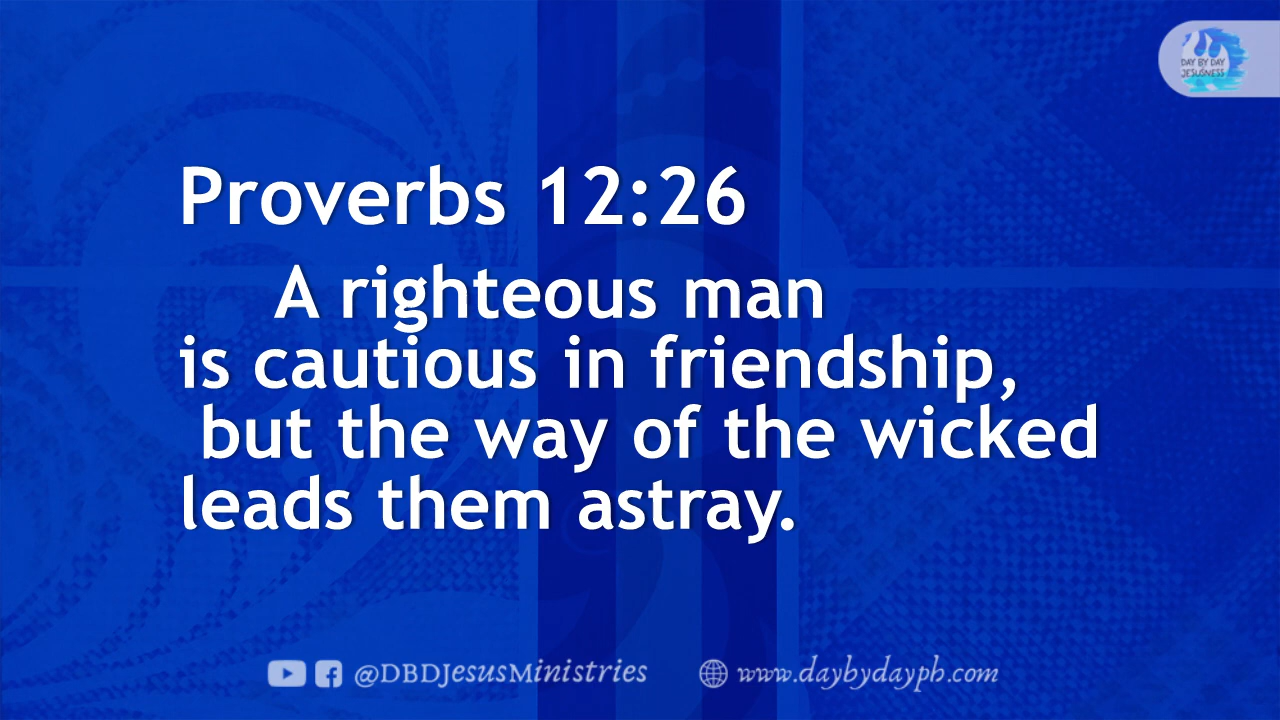 DAY BY DAY
JESUSNESS
Proverbs 12:26
A righteous man
is cautious in friendship,
but the way of the wicked
leads them astray.
@DBDJesusMinistries
www.daybydayph.com